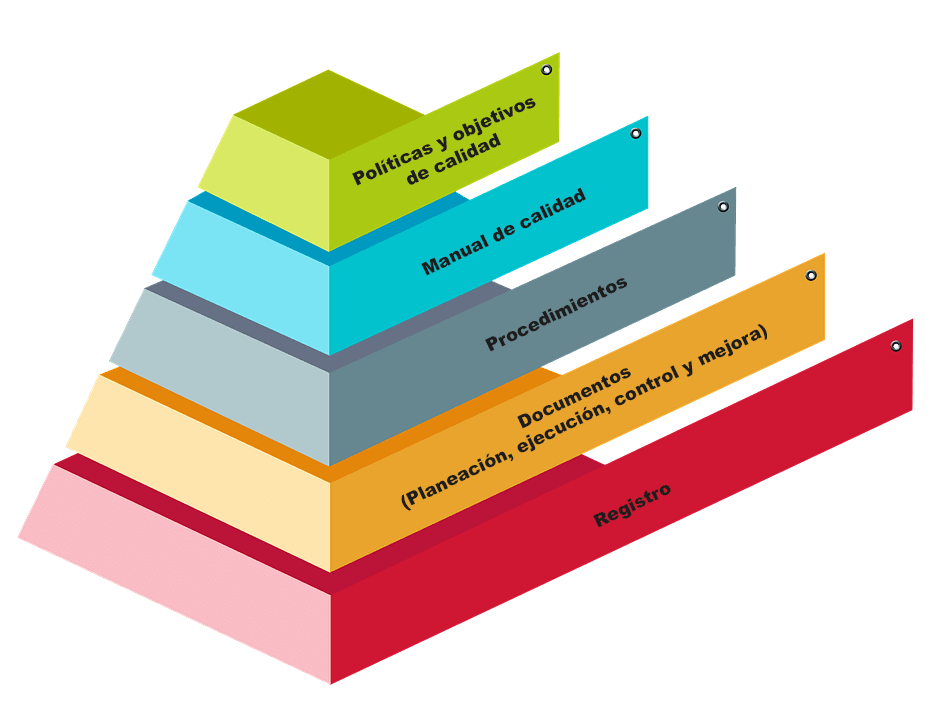 Políticas y objetivos
de calidad
Manual de calidad
Procedimientos
Documentos
(Planeación, ejecución, control y mejora)
Registro